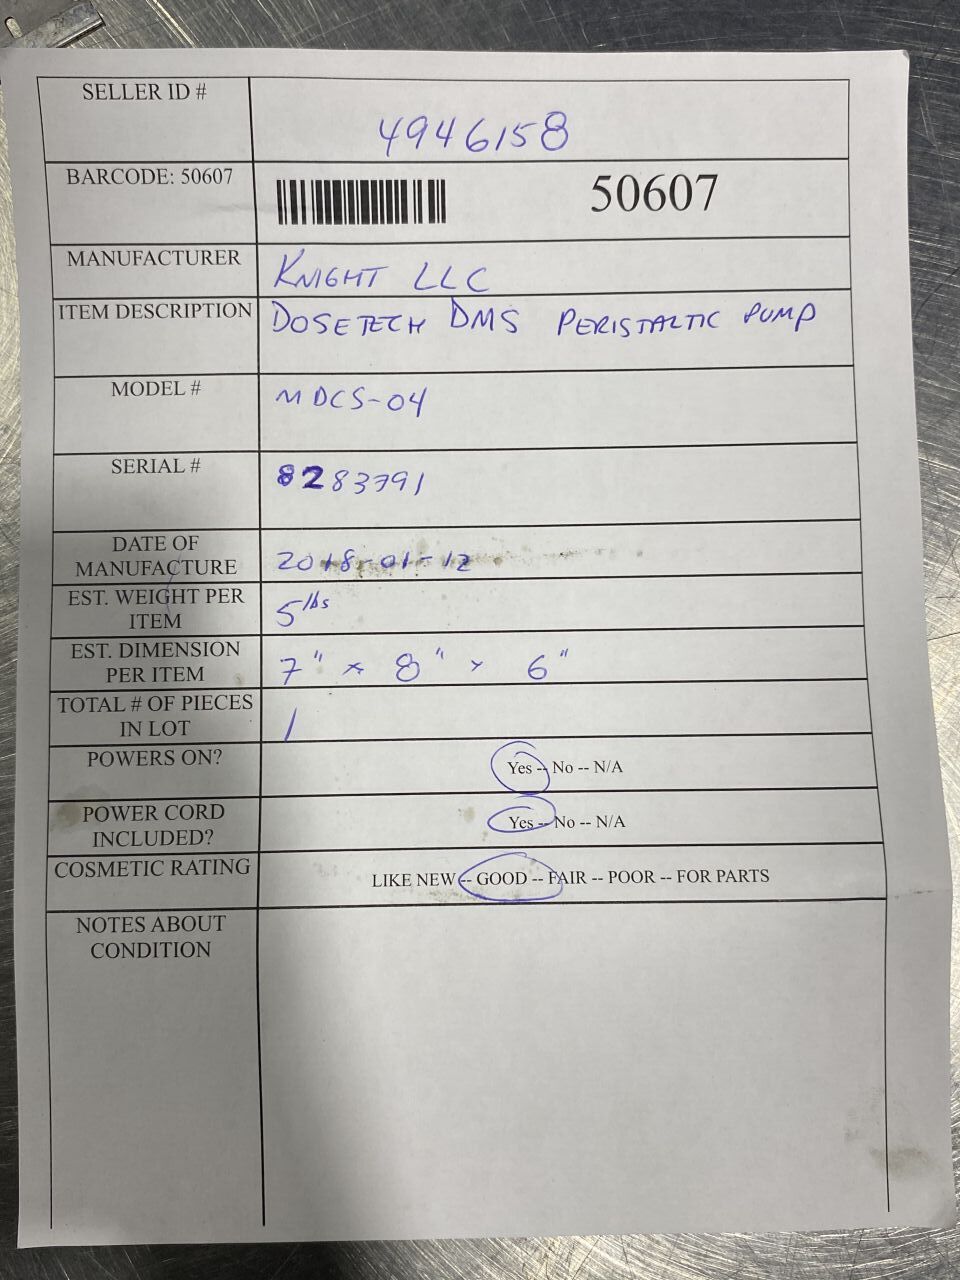 SELLER ID #
4946158
BARCODE: 50607
50607
MANUFACTURER
KNIGHT LLC
ITEM DESCRIPTION
DOSETECH DMS PERISTALTIC PUMP
MODEL #
MDCS-04
SERIAL #
8283791
DATE OF
MANUFACTURE
2018-01-12
EST. WEIGHT PER
ITEM
5 lbs
EST. DIMENSION
PER ITEM
7" x 8" x 6"
TOTAL # OF PIECES
IN LOT
1
POWERS ON?
Yes -- No -- N/A
POWER CORD
INCLUDED?
Yes -- No -- N/A
COSMETIC RATING
LIKE NEW -- GOOD -- FAIR -- POOR -- FOR PARTS
NOTES ABOUT
CONDITION